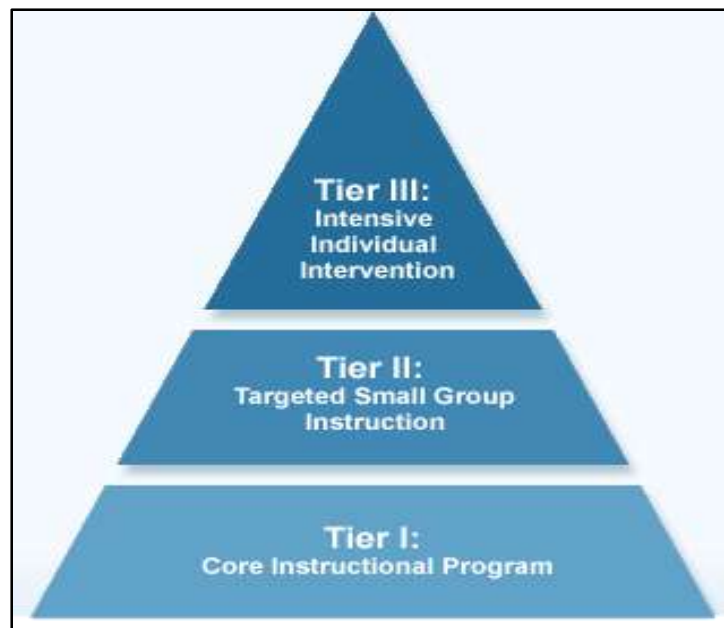 Tier III:
Intensive
Individual
Intervention
Tier II:
Targeted Small Group
Instruction
Tier I:
Core Instructional Program